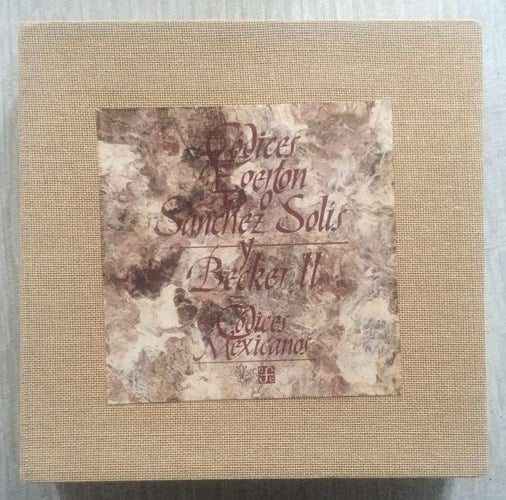 Códices
Egerton
o
Sánchez Solís
y
Becker II
Códices
Mexicanos